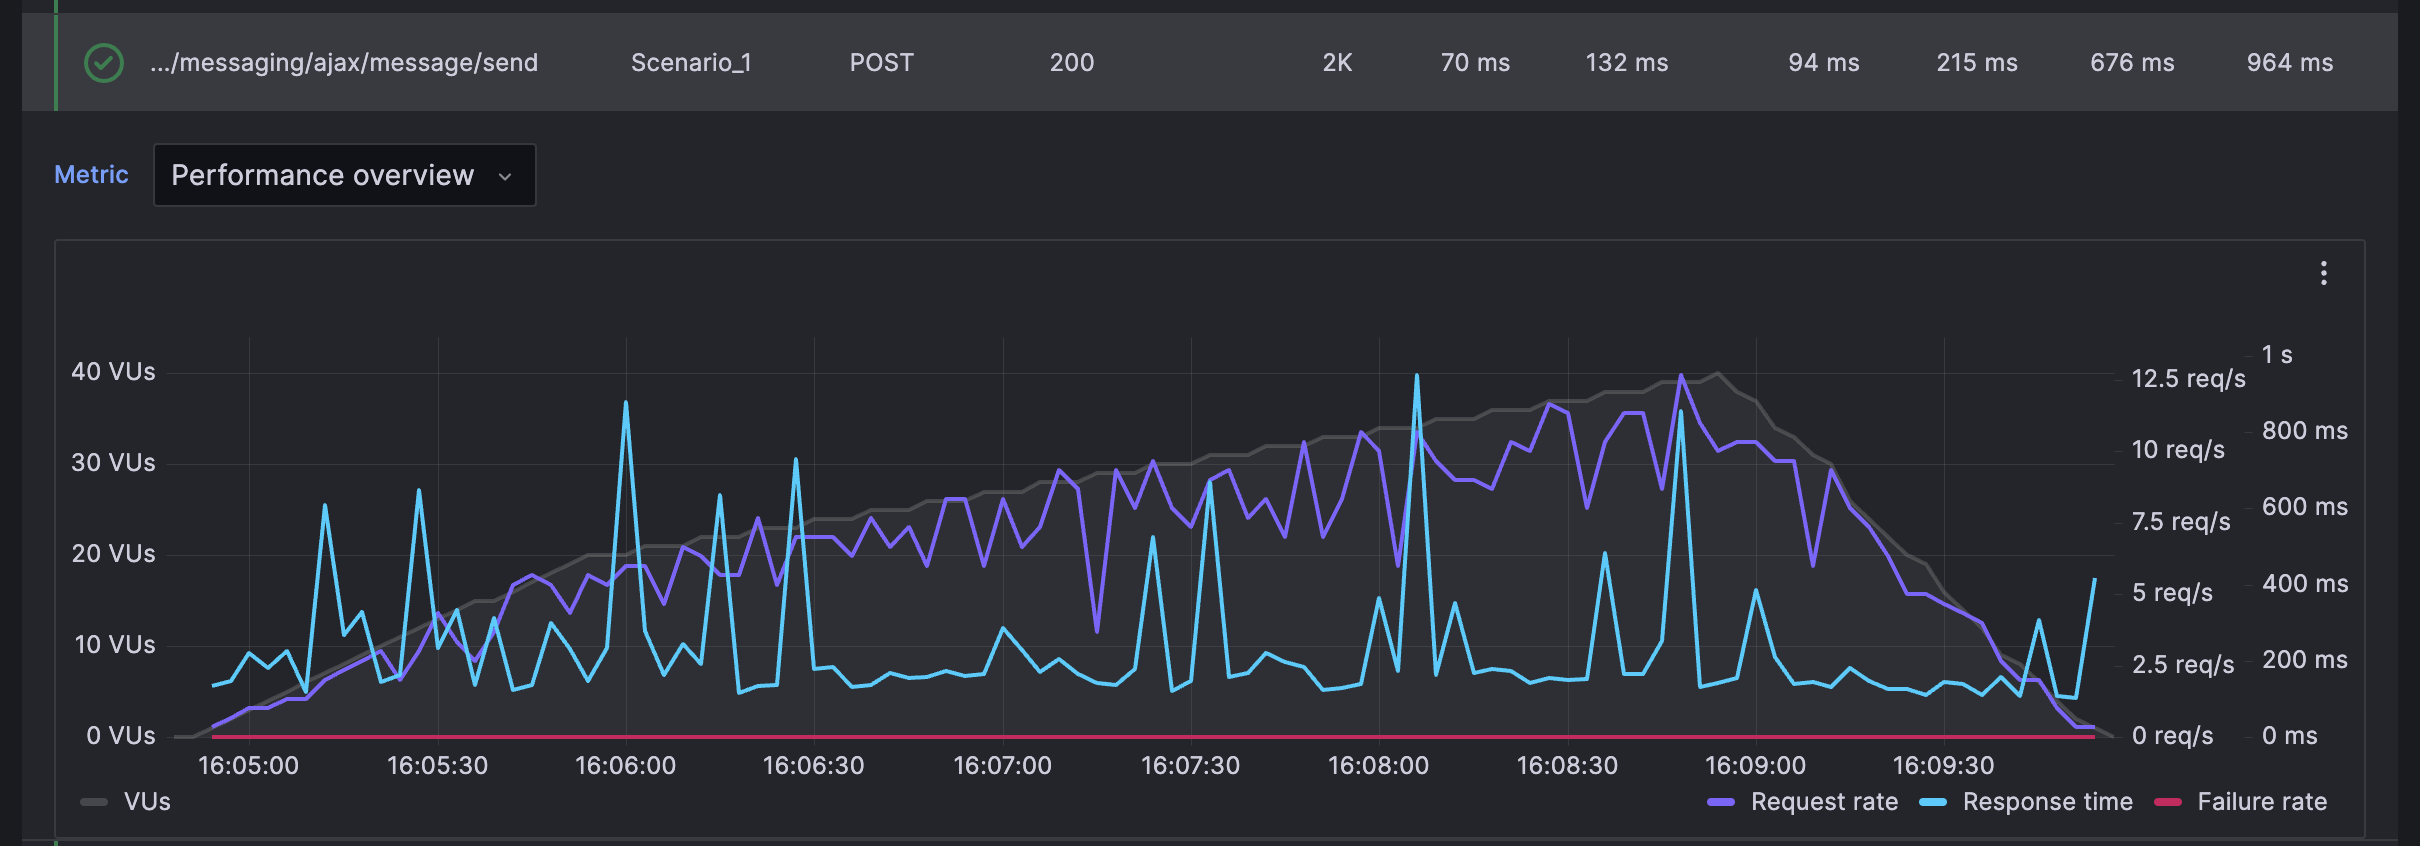 .../messaging/ajax/message/send Scenario_1 POST 200 2K 70 ms 132 ms 94 ms 215 ms 676 ms 964 ms
Metric Performance overview
40 VUs
30 VUs
20 VUs
10 VUs
0 VUs
12.5 req/s
10 req/s
7.5 req/s
5 req/s
2.5 req/s
0 req/s
1 s
800 ms
600 ms
400 ms
200 ms
0 ms
16:05:00 16:05:30 16:06:00 16:06:30 16:07:00 16:07:30 16:08:00 16:08:30 16:09:00 16:09:30
VUs Request rate Response time Failure rate